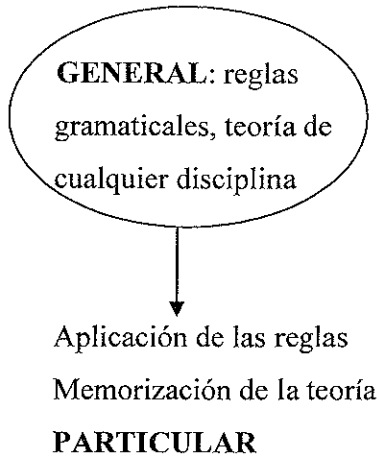 GENERAL: reglas
gramaticales, teoría de
cualquier disciplina
Aplicación de las reglas
Memorización de la teoría
PARTICULAR